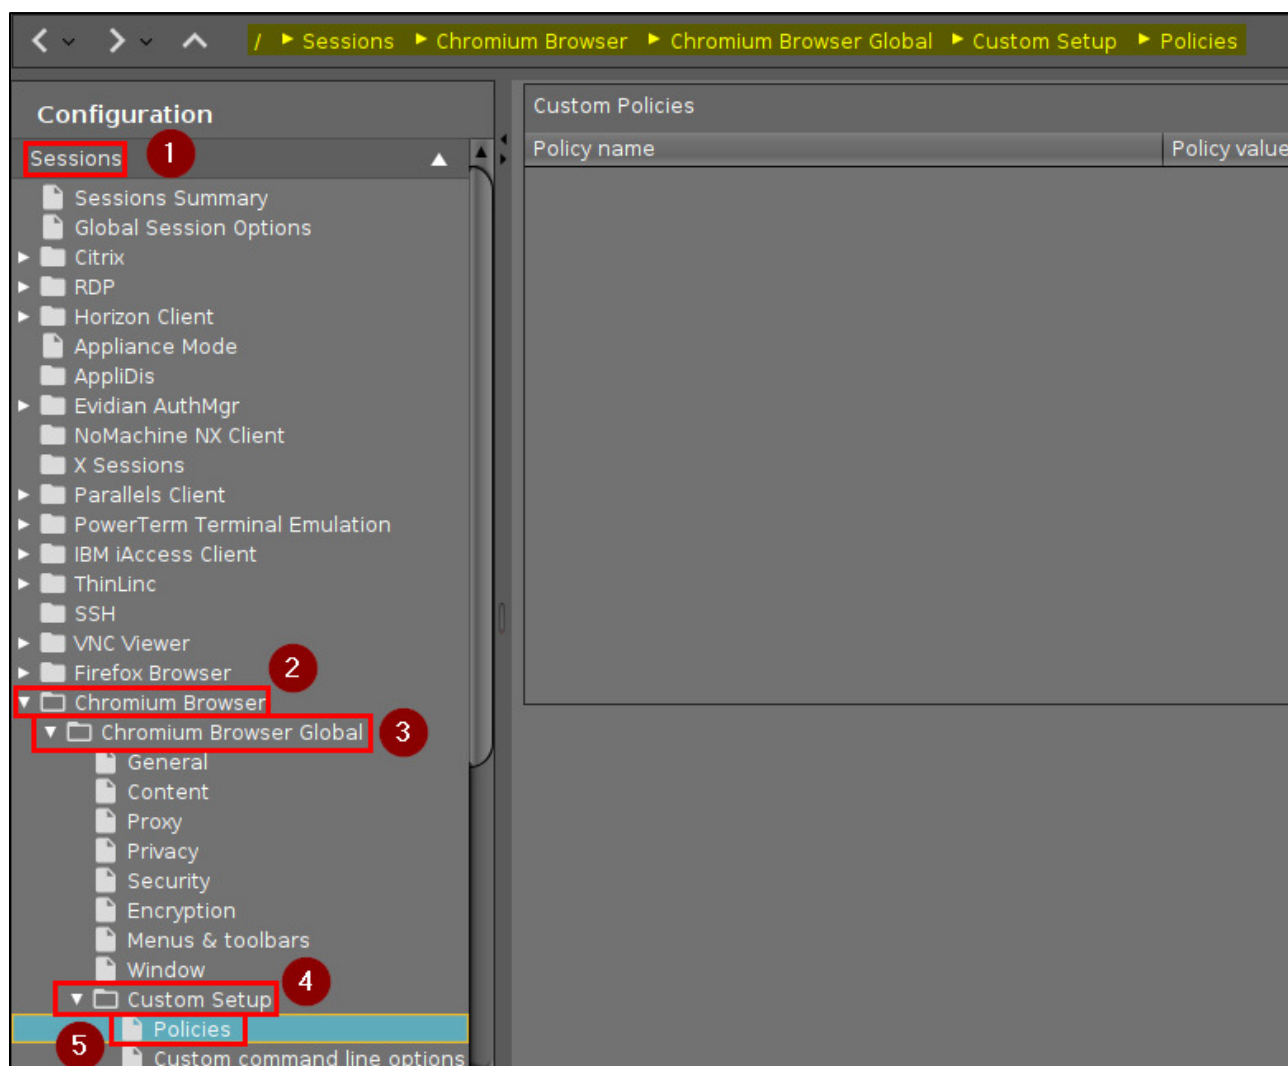 / Sessions Chromium Browser Chromium Browser Global Custom Setup Policies
Configuration
Sessions 1
Sessions Summary
Global Session Options
Citrix
RDP
Horizon Client
Appliance Mode
AppliDis
Evidian AuthMgr
NoMachine NX Client
X Sessions
Parallels Client
PowerTerm Terminal Emulation
IBM iAccess Client
ThinLinc
SSH
VNC Viewer
Firefox Browser 2
Chromium Browser
Chromium Browser Global 3
General
Content
Proxy
Privacy
Security
Encryption
Menus & toolbars
Window
Custom Setup 4
Policies
5
Custom command line options
Custom Policies
Policy name Policy value